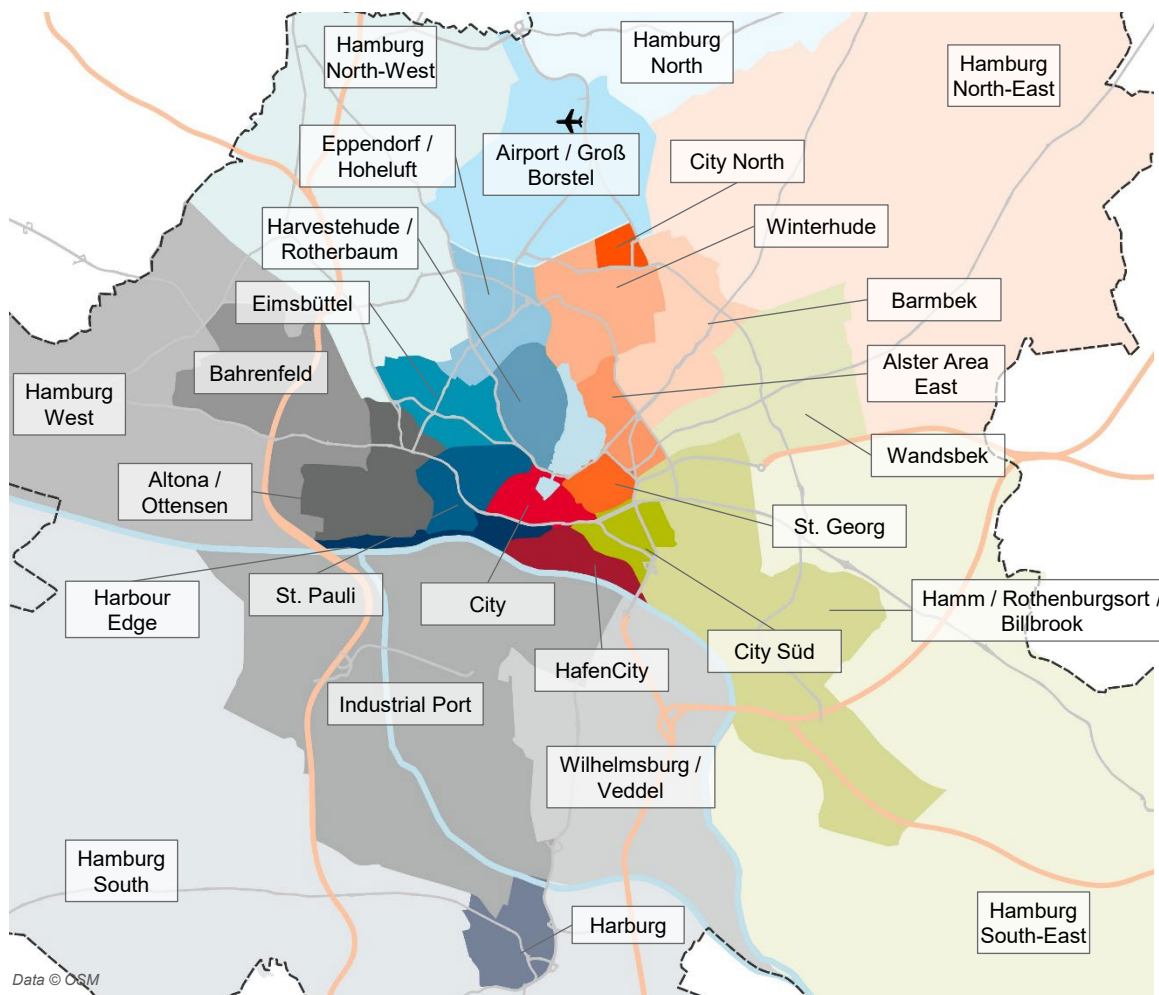 Hamburg
North-West
Hamburg
North
Hamburg
North-East
Eppendorf /
Hoheluft
Airport / Groß
Borstel
City North
Harvestehude /
Rotherbaum
Winterhude
Eimsbüttel
Barmbek
Bahrenfeld
Alster Area
East
Hamburg
West
Wandsbek
Altona /
Ottensen
St. Georg
Harbour
Edge
St. Pauli
City
Hamm / Rothenburgsort /
Billbrook
City Süd
HafenCity
Industrial Port
Wilhelmsburg /
Veddel
Hamburg
South
Harburg
Hamburg
South-East
Data © OSM